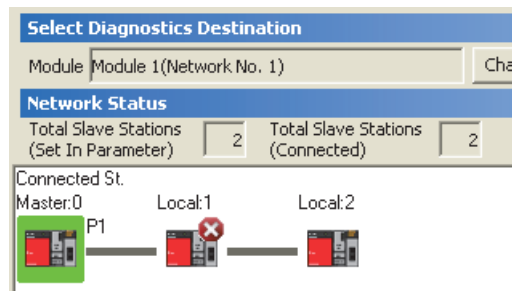 Select Diagnostics Destination
Module Module 1(Network No. 1)
Network Status
Total Slave Stations (Set In Parameter) 2 Total Slave Stations (Connected) 2
Connected St.
Master:0 Local:1 Local:2
P1